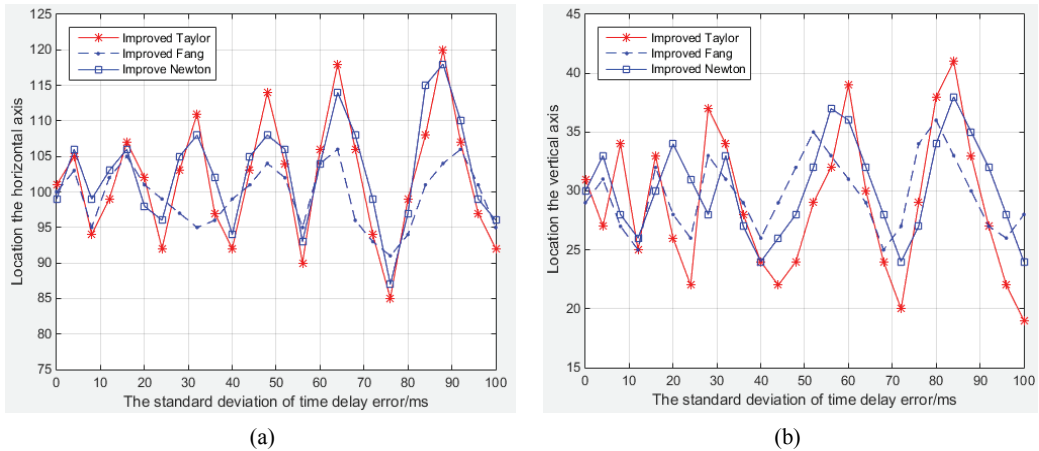 125
120
115
110
105
100
95
90
85
80
75
Location the horizontal axis
Improved Taylor
Improved Fang
Improve Newton
0 10 20 30 40 50 60 70 80 90 100
The standard deviation of time delay error/ms
(a)
45
40
35
30
25
20
15
Location the vertical axis
Improved Taylor
Improved Fang
Improved Newton
0 10 20 30 40 50 60 70 80 90 100
The standard deviation of time delay error/ms
(b)